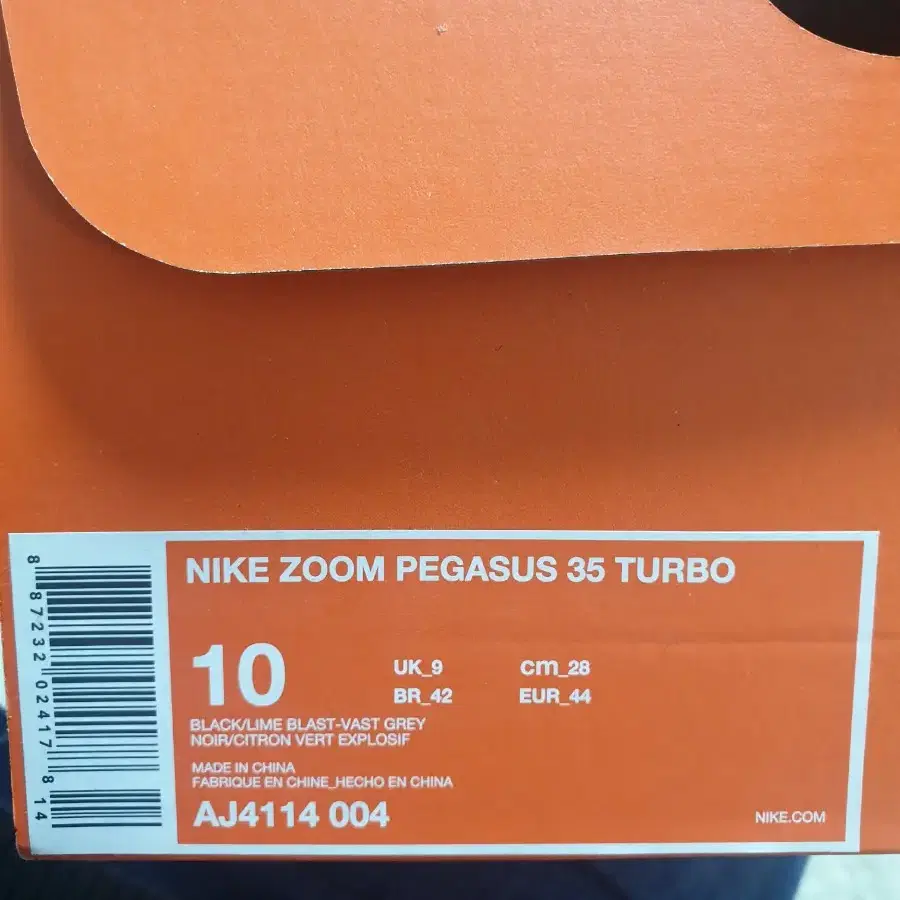 NIKE ZOOM PEGASUS 35 TURBO
10
UK_9 cm_28
BR_42 EUR_44
BLACK/LIME BLAST-VAST GREY
NOIR/CITRON VERT EXPLOSIF
MADE IN CHINA
FABRIQUE EN CHINE_HECHO EN CHINA
AJ4114 004
NIKE.COM
8 87232 02417 8 14